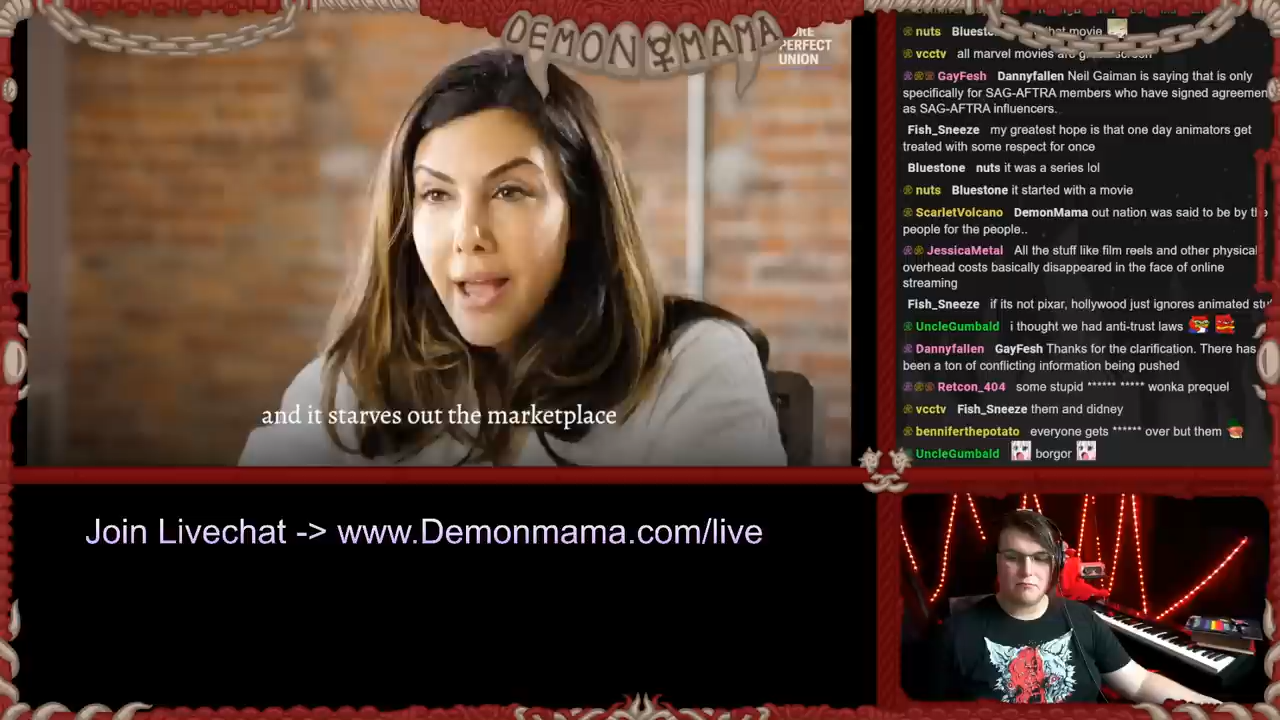 DEMON MAMA
PERFECT
UNION
and it starves out the marketplace
Join Livechat -> www.Demonmama.com/live
nuts Bluestone that movie
vcctv all marvel movies are green screen
GayFesh Dannyfallen Neil Gaiman is saying that is only
specifically for SAG-AFTRA members who have signed agreemen
as SAG-AFTRA influencers.
Fish_Sneeze my greatest hope is that one day animators get
treated with some respect for once
Bluestone nuts it was a series lol
nuts Bluestone it started with a movie
ScarletVolcano DemonMama out nation was said to be by the
people for the people..
JessicaMetal All the stuff like film reels and other physical
overhead costs basically disappeared in the face of online
streaming
Fish_Sneeze if its not pixar, hollywood just ignores animated stu
UncleGumbald i thought we had anti-trust laws
Dannyfallen GayFesh Thanks for the clarification. There has
been a ton of conflicting information being pushed
Retcon_404 some stupid ****** ***** wonka prequel
vcctv Fish_Sneeze them and didney
benniferthepotato everyone gets ****** over but them
UncleGumbald borgor